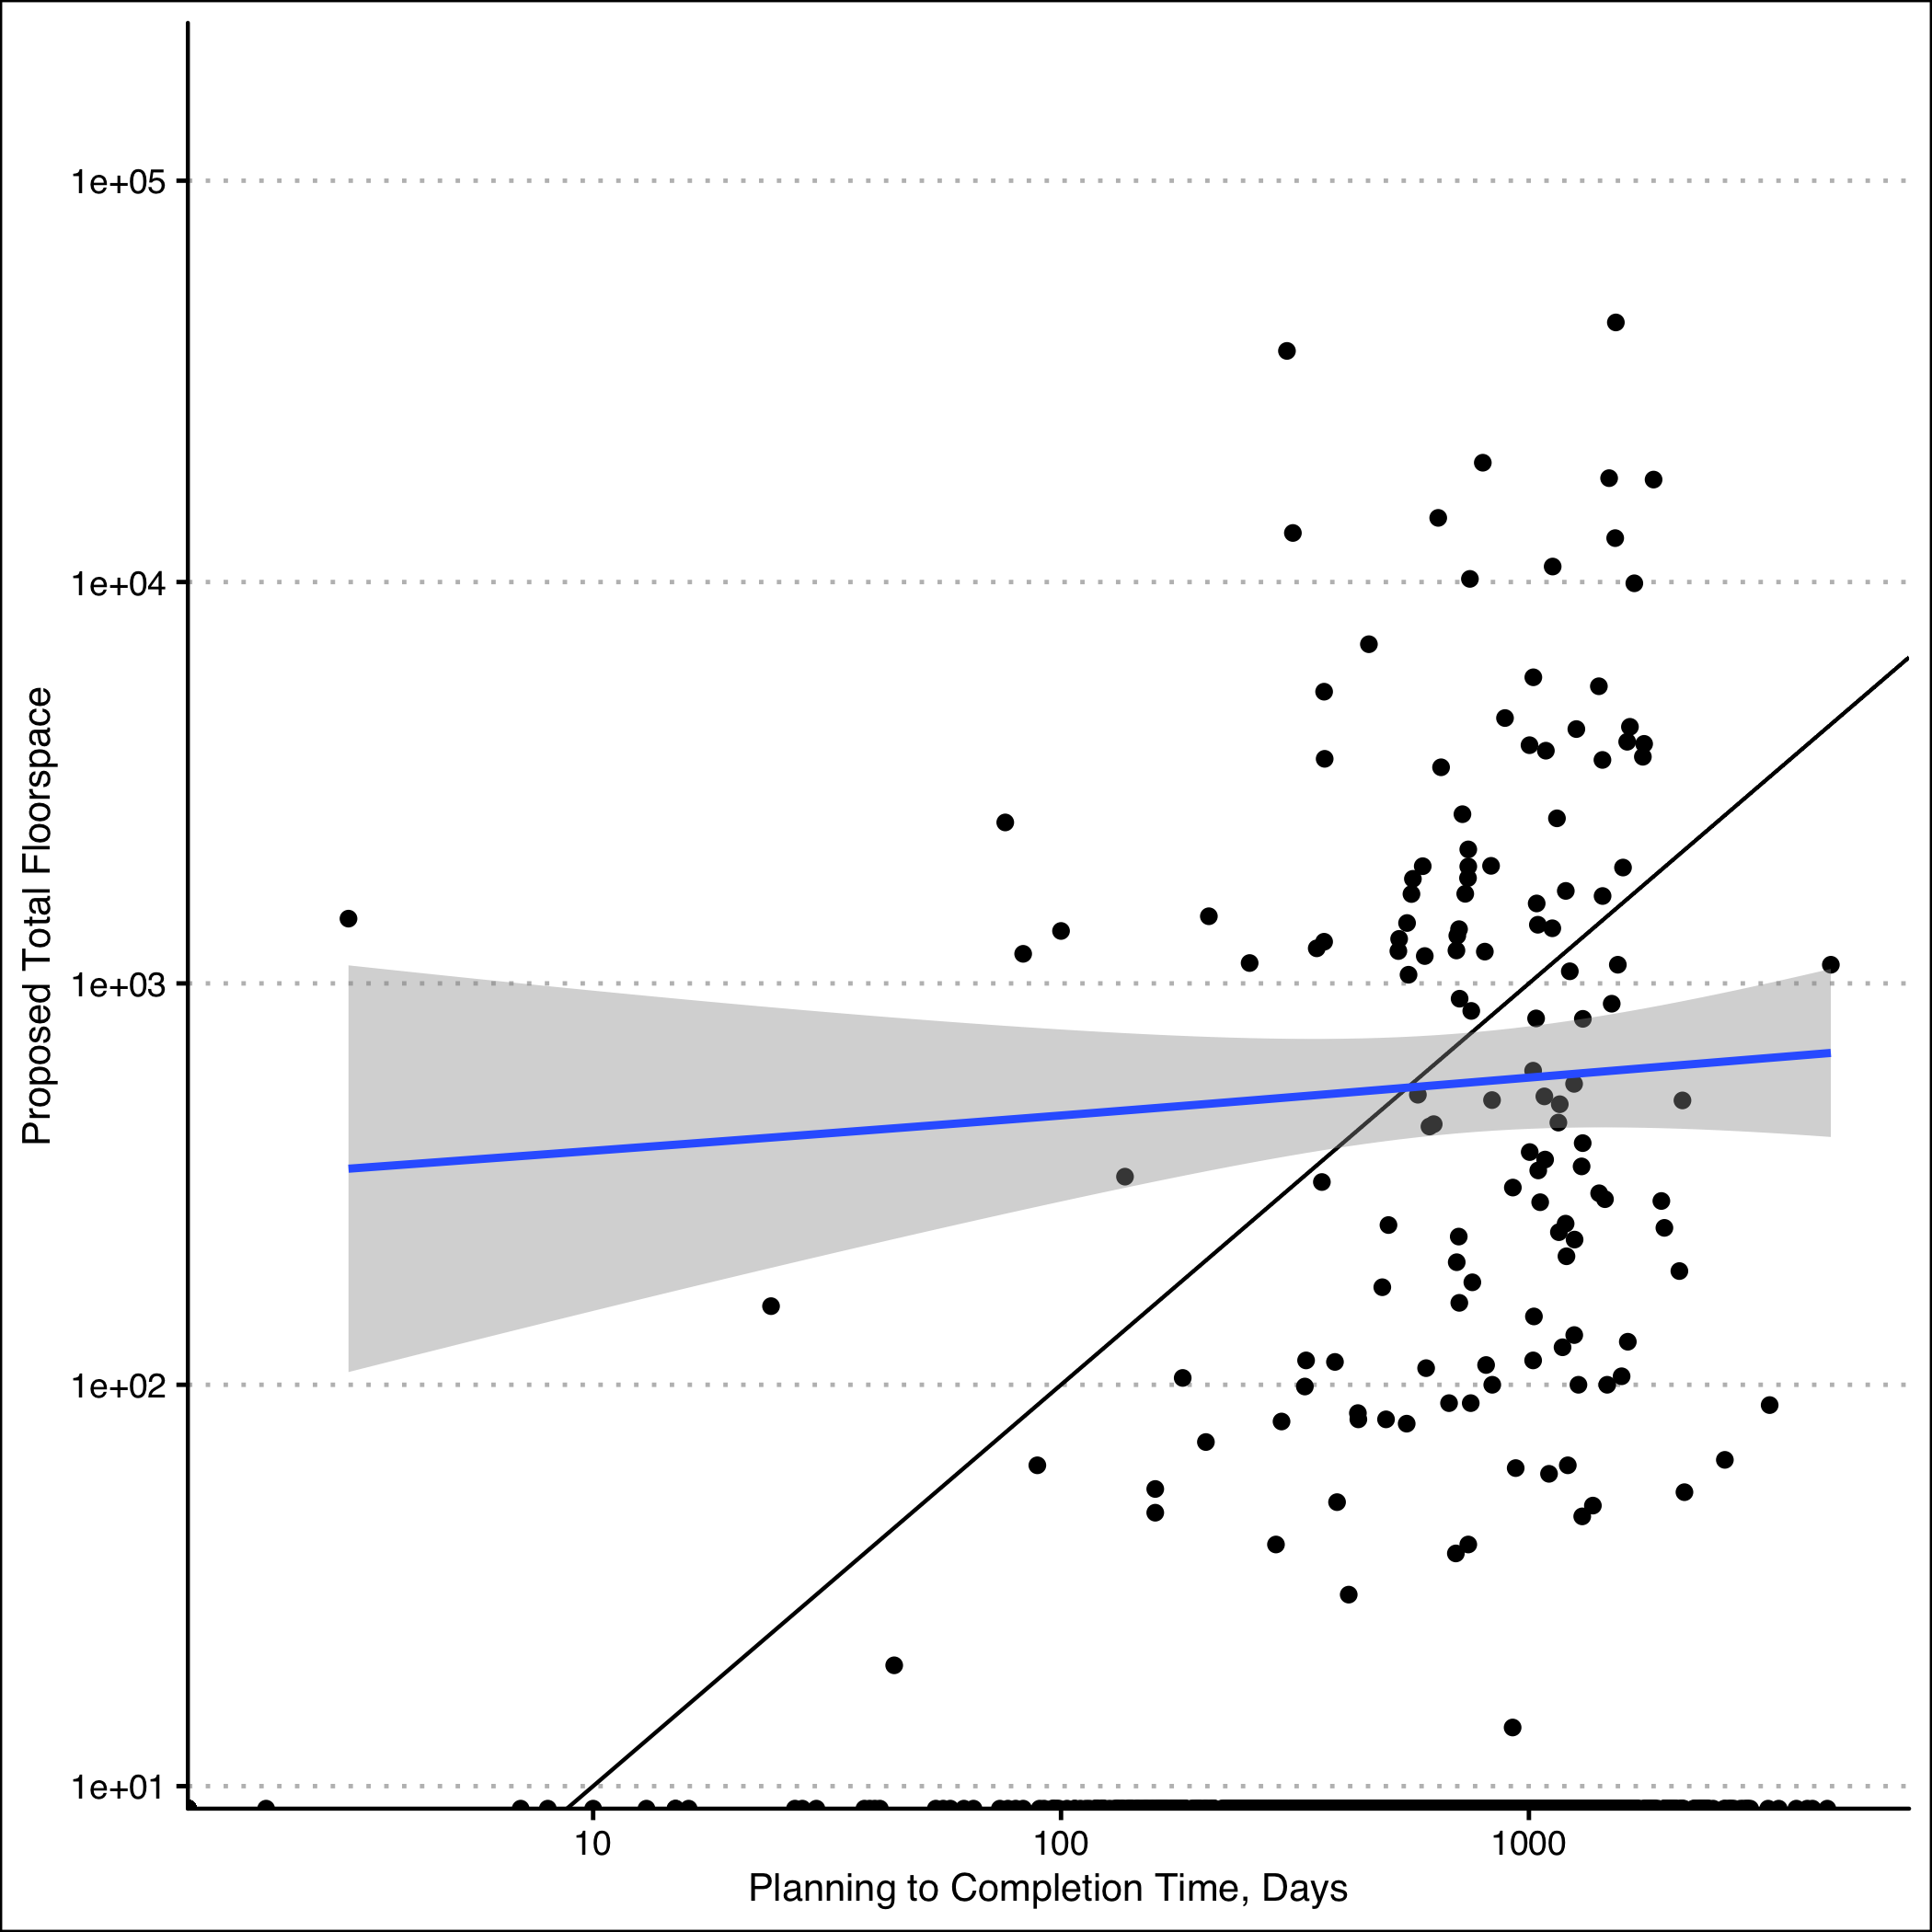 Proposed Total Floorspace
1e+05
1e+04
1e+03
1e+02
1e+01
10 100 1000
Planning to Completion Time, Days